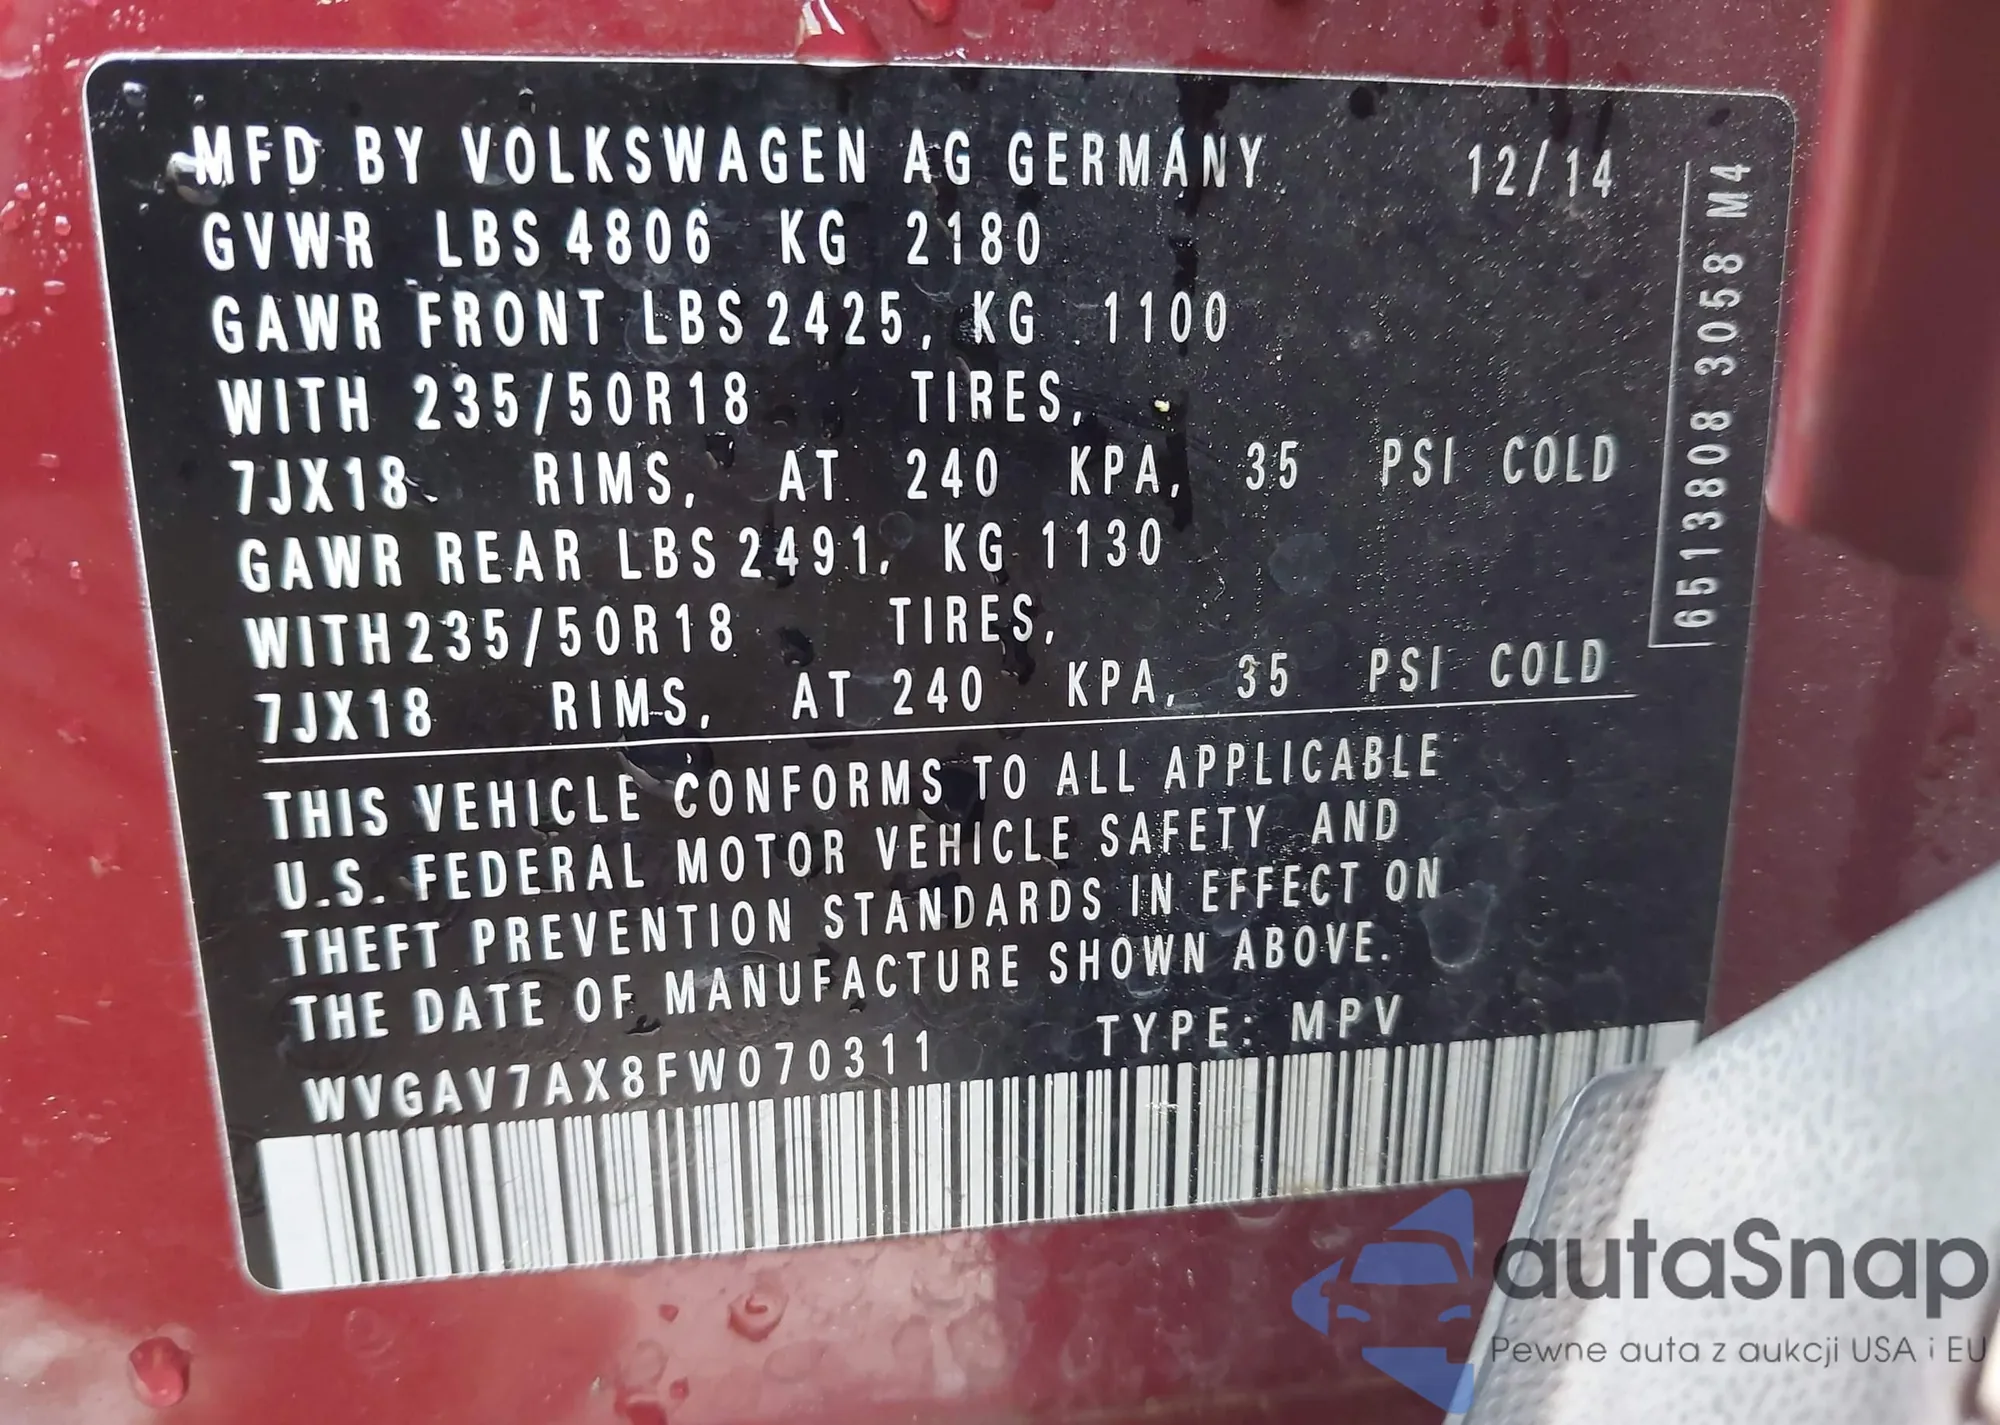 MFD BY VOLKSWAGEN AG GERMANY 12/14
GVWR LBS 4806 KG 2180
GAWR FRONT LBS 2425, KG 1100
WITH 235/50R18 TIRES,
7JX18 RIMS, AT 240 KPA, 35 PSI COLD
GAWR REAR LBS 2491, KG 1130
WITH 235/50R18 TIRES,
7JX18 RIMS, AT 240 KPA, 35 PSI COLD
THIS VEHICLE CONFORMS TO ALL APPLICABLE
U.S. FEDERAL MOTOR VEHICLE SAFETY AND
THEFT PREVENTION STANDARDS IN EFFECT ON
THE DATE OF MANUFACTURE SHOWN ABOVE.
WVGAV7AX8FW070311 TYPE: MPV
6513808 3058 M4
autaSnap
Pewne auta z aukcji USA i EU